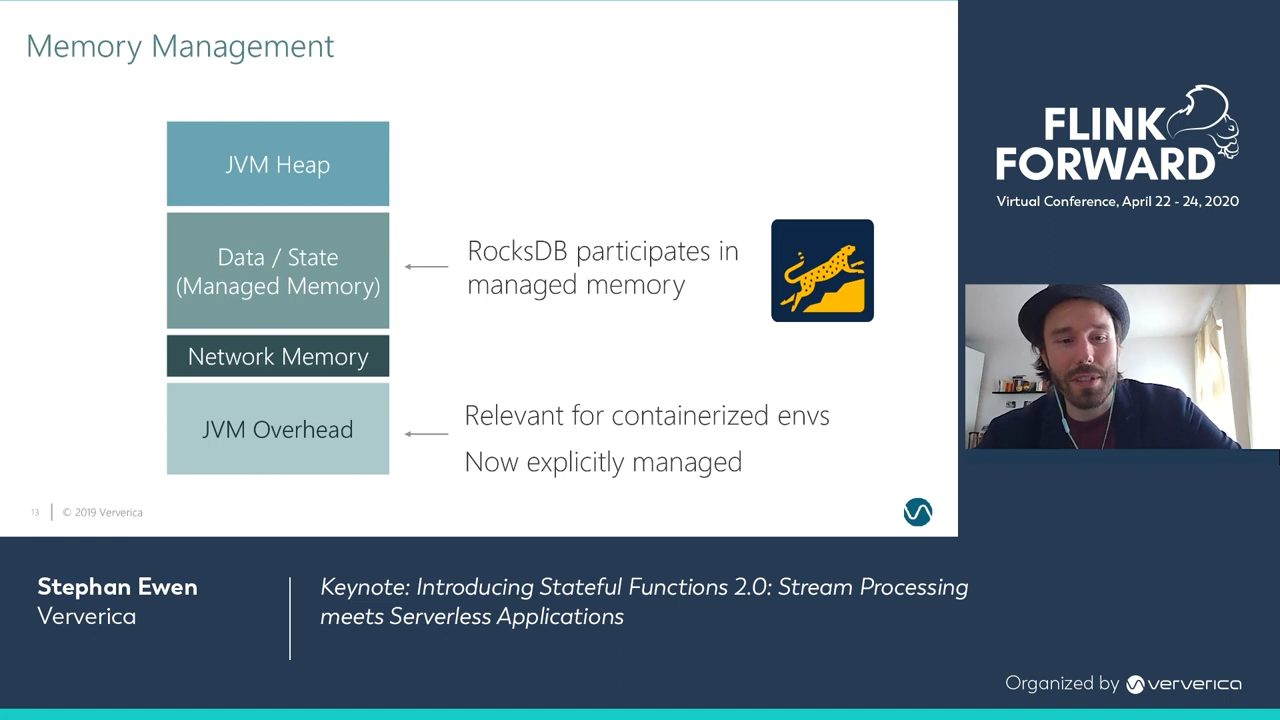 Memory Management
JVM Heap
Data / State
(Managed Memory)
Network Memory
JVM Overhead
RocksDB participates in
managed memory
Relevant for containerized envs
Now explicitly managed
13
© 2019 Ververica
FLINK
FORWARD
Virtual Conference, April 22 - 24, 2020
Stephan Ewen
Ververica
Keynote: Introducing Stateful Functions 2.0: Stream Processing
meets Serverless Applications
Organized by ververica